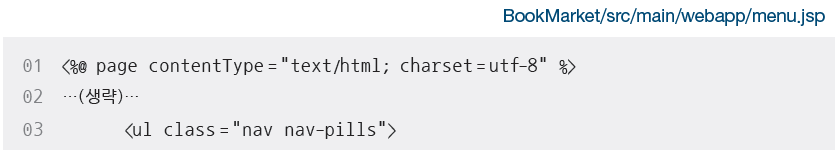 BookMarket/src/main/webapp/menu.jsp
01 <%@ page contentType="text/html; charset=utf-8" %>
02 …(생략)…
03 <ul class="nav nav-pills">